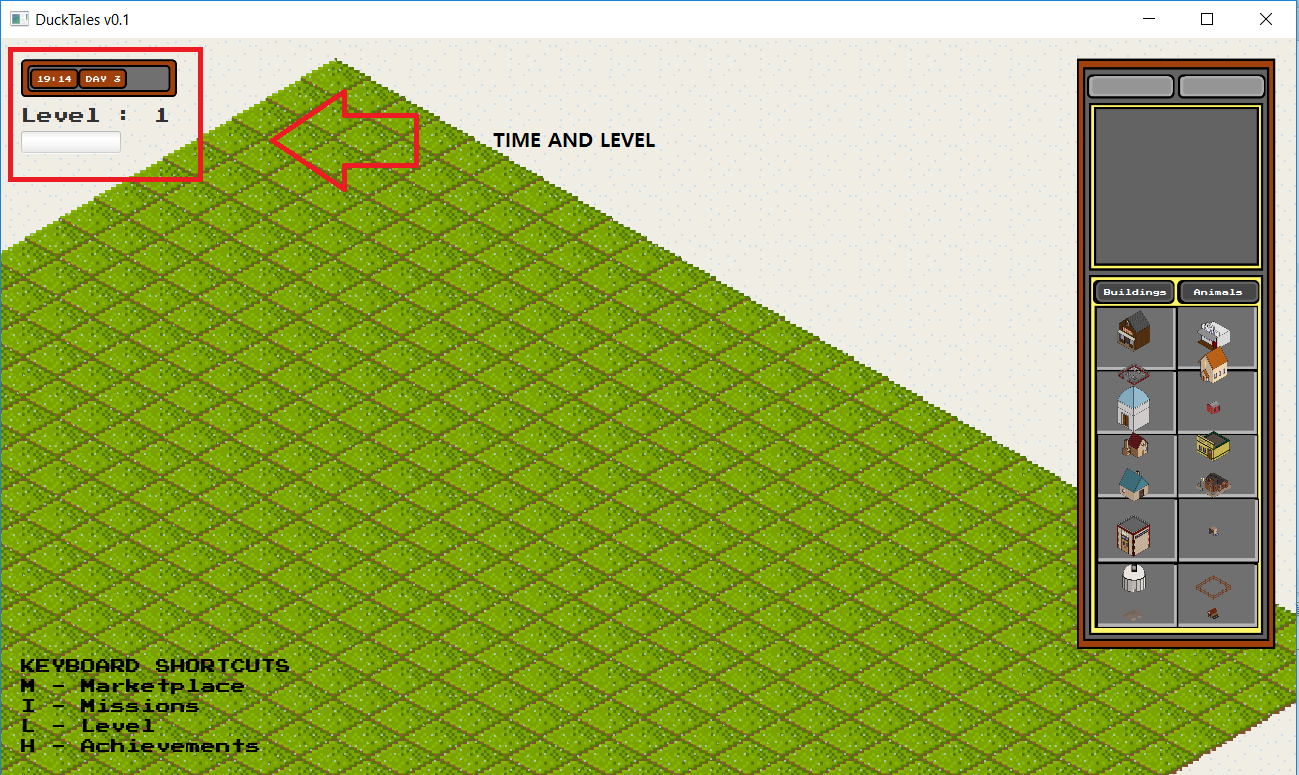 DuckTales v0.1
19:14 DAY 3
Level : 1
TIME AND LEVEL
Buildings Animals
KEYBOARD SHORTCUTS
M - Marketplace
I - Missions
L - Level
H - Achievements